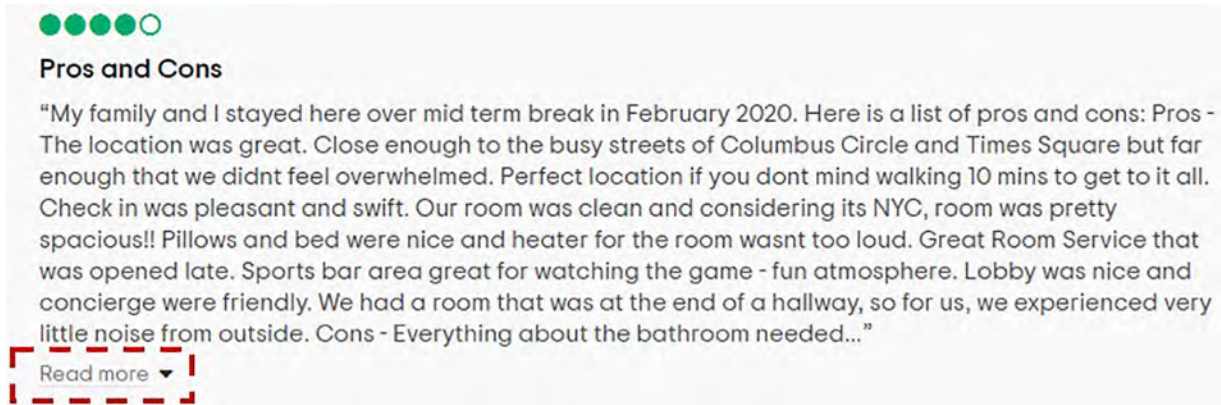 Pros and Cons
“My family and I stayed here over mid term break in February 2020. Here is a list of pros and cons: Pros -
The location was great. Close enough to the busy streets of Columbus Circle and Times Square but far
enough that we didnt feel overwhelmed. Perfect location if you dont mind walking 10 mins to get to it all.
Check in was pleasant and swift. Our room was clean and considering its NYC, room was pretty
spacious!! Pillows and bed were nice and heater for the room wasnt too loud. Great Room Service that
was opened late. Sports bar area great for watching the game - fun atmosphere. Lobby was nice and
concierge were friendly. We had a room that was at the end of a hallway, so for us, we experienced very
little noise from outside. Cons - Everything about the bathroom needed...”
Read more